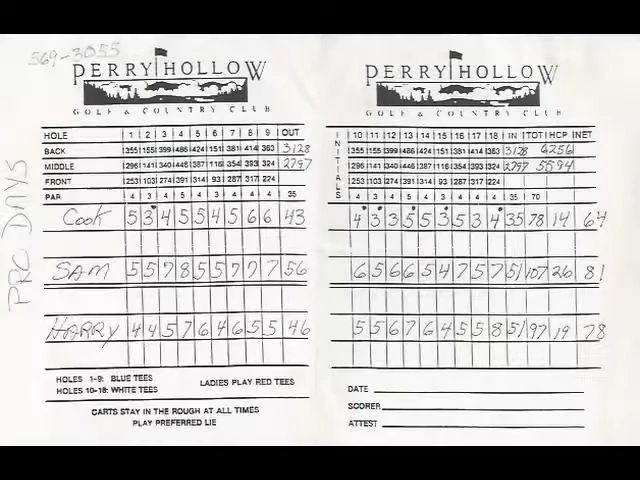 569-3055
PERRY HOLLOW
GOLF & COUNTRY CLUB
HOLE 1 2 3 4 5 6 7 8 9 OUT
BACK 355 155 399 486 424 151 381 414 363 3128
MIDDLE 296 141 340 446 387 116 354 393 324 2797
FRONT 253 103 274 391 314 93 287 317 224
PAR 4 3 4 5 4 3 4 4 4 35
Cook 5 3 4 5 5 4 5 6 6 43
SAM 5 5 7 8 5 5 7 7 7 56
HARRY 4 4 5 7 6 4 6 5 5 46
HOLES 1-9: BLUE TEES
HOLES 10-18: WHITE TEES
LADIES PLAY RED TEES
CARTS STAY IN THE ROUGH AT ALL TIMES
PLAY PREFERRED LIE
PRO DAYS
PERRY HOLLOW
GOLF & COUNTRY CLUB
INITIALS
10 11 12 13 14 15 16 17 18 IN TOT HCP NET
355 155 399 486 424 151 381 414 363 3128 6256
296 141 340 446 387 116 354 393 324 2797 5594
253 103 274 391 314 93 287 317 224
4 3 4 5 4 3 4 4 4 35 70
4 3 3 5 5 3 5 3 4 35 78 14 64
6 5 6 6 5 4 7 5 7 51 107 26 81
5 5 6 7 6 4 5 5 8 51 97 19 78
DATE
SCORER
ATTEST